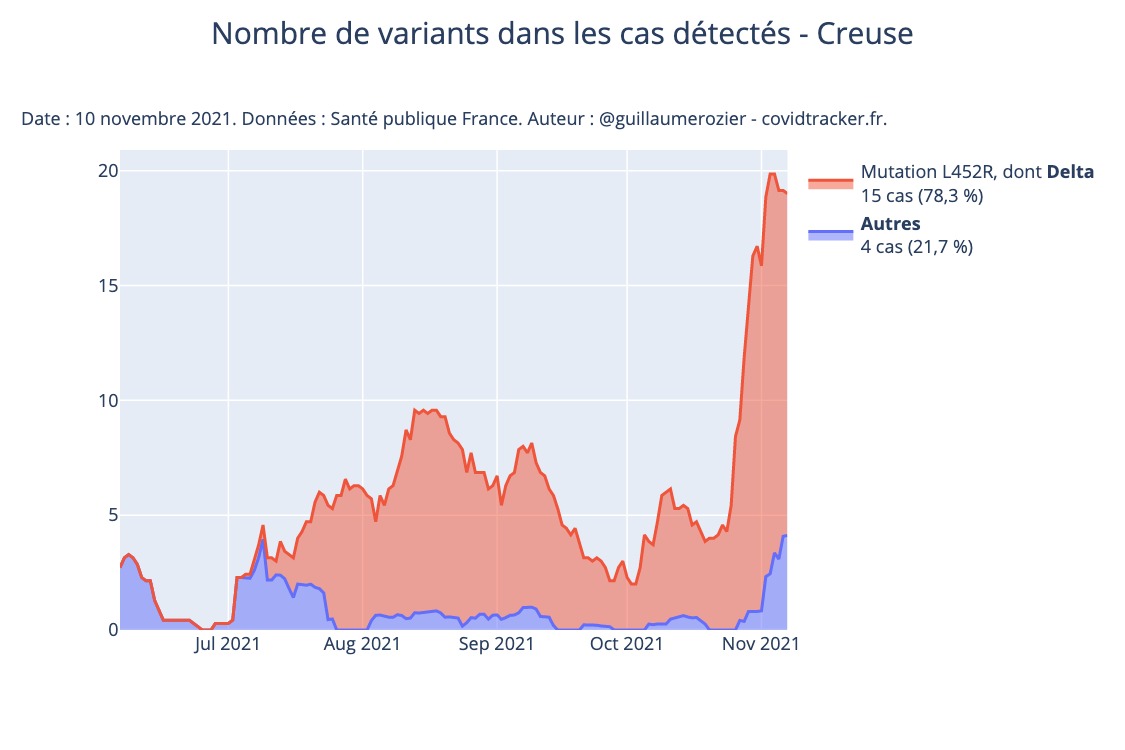 Nombre de variants dans les cas détectés - Creuse
Date : 10 novembre 2021. Données : Santé publique France. Auteur : @guillaumerozier - covidtracker.fr.
Mutation L452R, dont Delta
15 cas (78,3 %)
Autres
4 cas (21,7 %)
20
15
10
5
0
Jul 2021
Aug 2021
Sep 2021
Oct 2021
Nov 2021